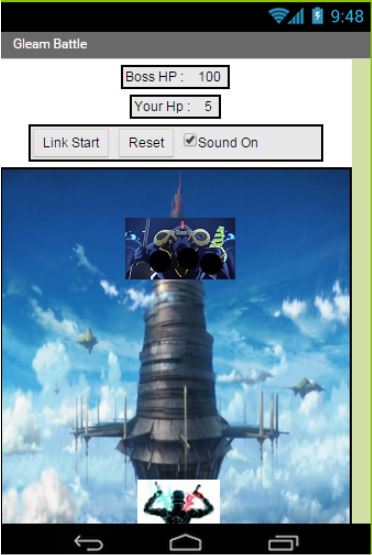 9:48
Gleam Battle
Boss HP : 100
Your Hp : 5
Link Start Reset Sound On